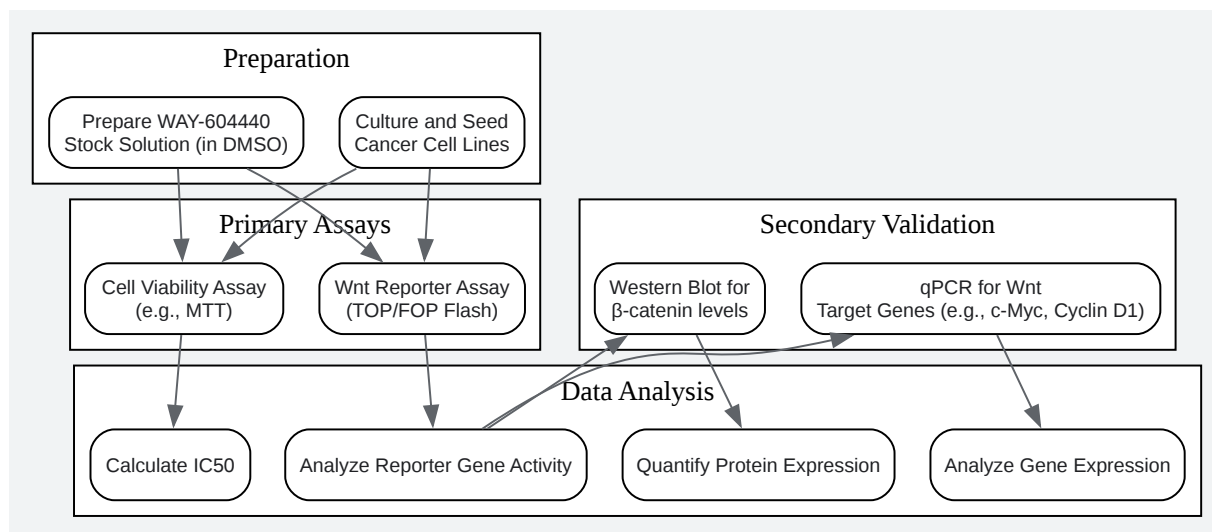 Preparation
Prepare WAY-604440
Stock Solution (in DMSO)
Culture and Seed
Cancer Cell Lines
Primary Assays
Cell Viability Assay
(e.g., MTT)
Wnt Reporter Assay
(TOP/FOP Flash)
Secondary Validation
Western Blot for
β-catenin levels
qPCR for Wnt
Target Genes (e.g., c-Myc, Cyclin D1)
Data Analysis
Calculate IC50
Analyze Reporter Gene Activity
Quantify Protein Expression
Analyze Gene Expression